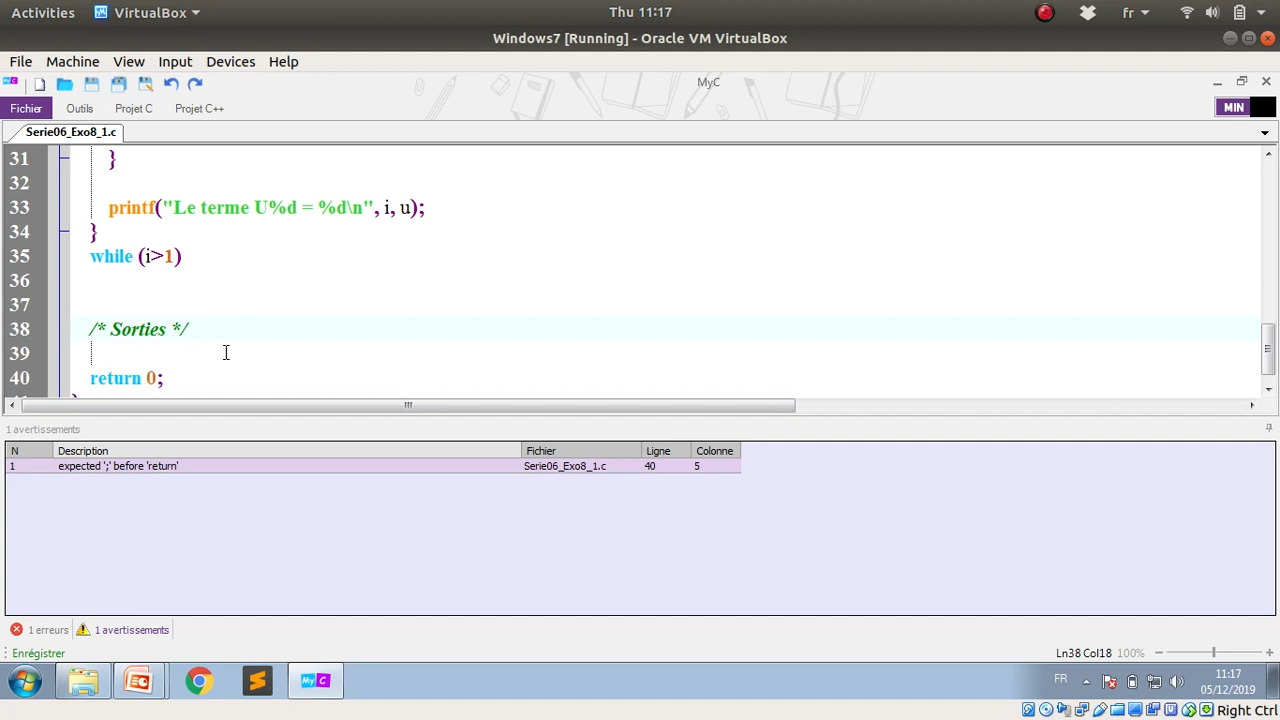 Activities VirtualBox Thu 11:17 fr
Windows7 [Running] - Oracle VM VirtualBox
File Machine View Input Devices Help
MyC MyC
Fichier Outils Projet C Projet C++ MIN
Serie06_Exo8_1.c
31 }
32
33 printf("Le terme U%d = %d\n", i, u);
34 }
35 while (i>1)
36
37
38 /* Sorties */
39
40 return 0;
1 avertissements
N Description Fichier Ligne Colonne
1 expected ';' before 'return' Serie06_Exo8_1.c 40 5
1 erreurs 1 avertissements
Enrégistrer Ln38 Col18 100%
MyC FR 11:17
05/12/2019
Right Ctrl